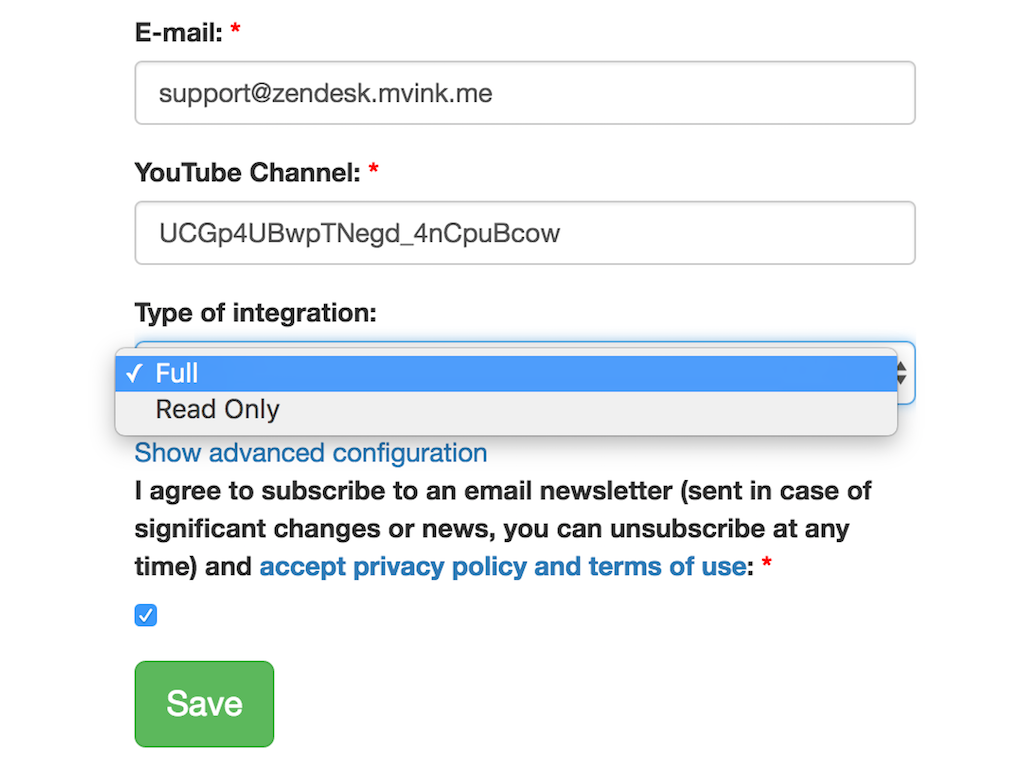 E-mail: *
support@zendesk.mvink.me
YouTube Channel: *
UCGp4UBwpTNegd_4nCpuBcow
Type of integration:
✓ Full
Read Only
Show advanced configuration
I agree to subscribe to an email newsletter (sent in case of
significant changes or news, you can unsubscribe at any
time) and accept privacy policy and terms of use: *
Save